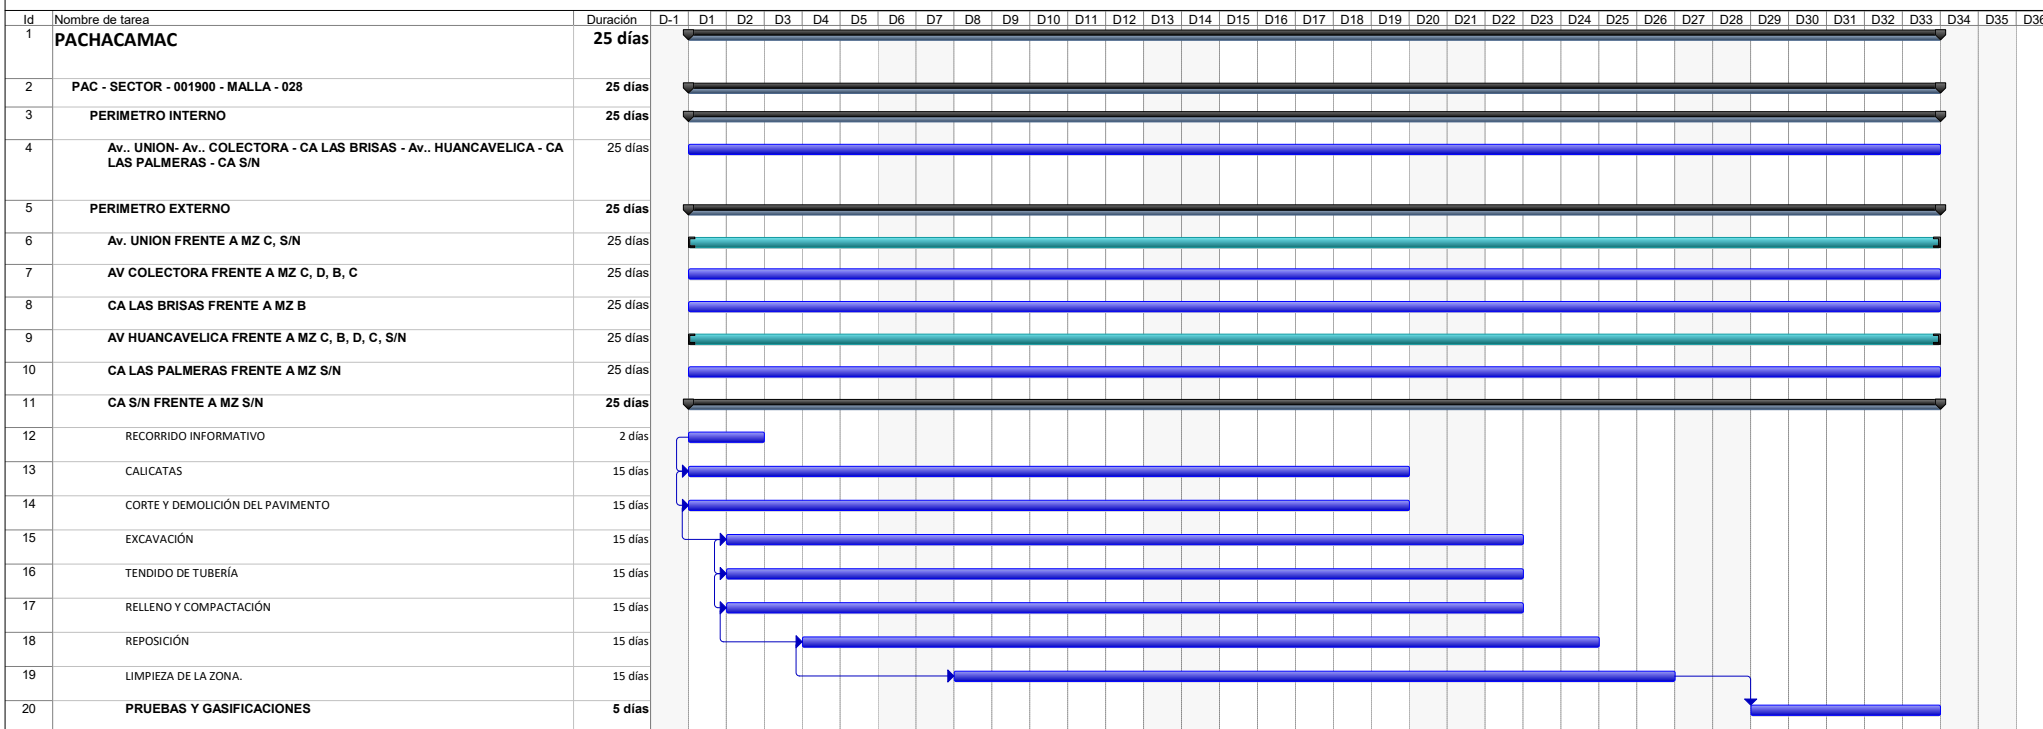 Id Nombre de tarea Duración D-1 D1 D2 D3 D4 D5 D6 D7 D8 D9 D10 D11 D12 D13 D14 D15 D16 D17 D18 D19 D20 D21 D22 D23 D24 D25 D26 D27 D28 D29 D30 D31 D32 D33 D34 D35 D36
1 PACHACAMAC 25 días
2 PAC - SECTOR - 001900 - MALLA - 028 25 días
3 PERIMETRO INTERNO 25 días
4 Av.. UNION- Av.. COLECTORA - CA LAS BRISAS - Av.. HUANCAVELICA - CA 25 días
LAS PALMERAS - CA S/N
5 PERIMETRO EXTERNO 25 días
6 Av. UNION FRENTE A MZ C, S/N 25 días
7 AV COLECTORA FRENTE A MZ C, D, B, C 25 días
8 CA LAS BRISAS FRENTE A MZ B 25 días
9 AV HUANCAVELICA FRENTE A MZ C, B, D, C, S/N 25 días
10 CA LAS PALMERAS FRENTE A MZ S/N 25 días
11 CA S/N FRENTE A MZ S/N 25 días
12 RECORRIDO INFORMATIVO 2 días
13 CALICATAS 15 días
14 CORTE Y DEMOLICIÓN DEL PAVIMENTO 15 días
15 EXCAVACIÓN 15 días
16 TENDIDO DE TUBERÍA 15 días
17 RELLENO Y COMPACTACIÓN 15 días
18 REPOSICIÓN 15 días
19 LIMPIEZA DE LA ZONA. 15 días
20 PRUEBAS Y GASIFICACIONES 5 días